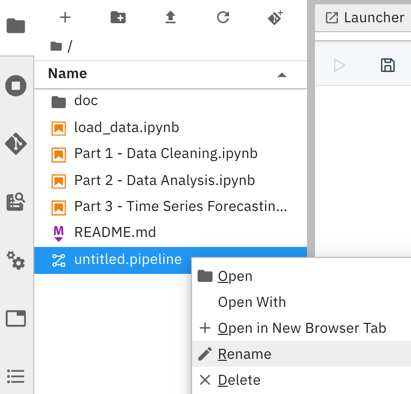 Launcher
/
Name
doc
load_data.ipynb
Part 1 - Data Cleaning.ipynb
Part 2 - Data Analysis.ipynb
Part 3 - Time Series Forecastin...
README.md
untitled.pipeline
Open
Open With
Open in New Browser Tab
Rename
Delete